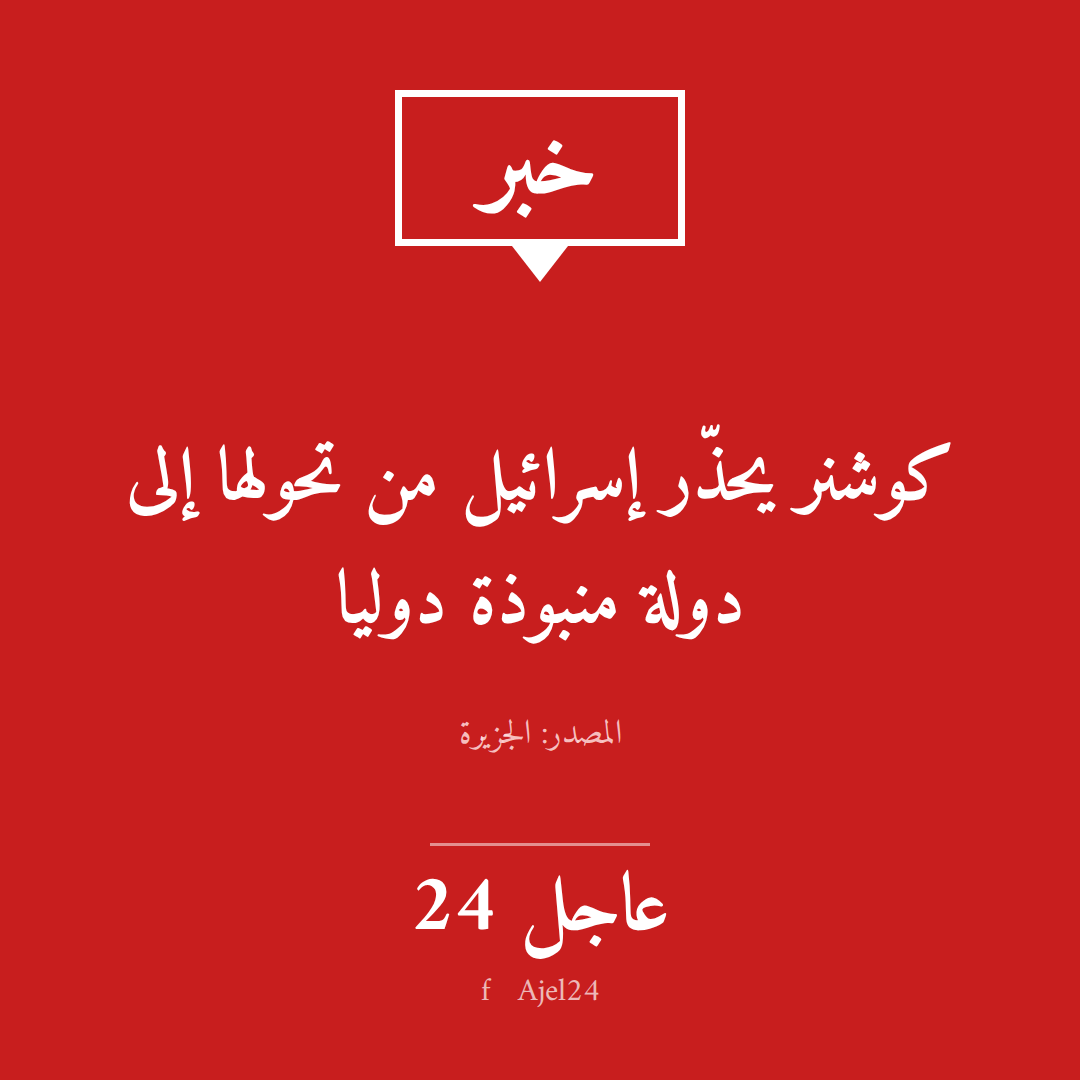 خبر
كوشنر يحذّر إسرائيل من تحولها إلى
دولة منبوذة دوليا
المصدر: الجزيرة
عاجل 24
f Ajel24